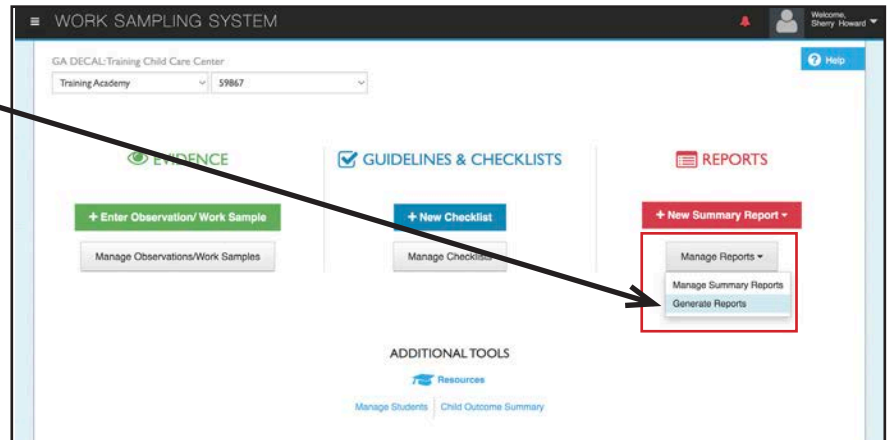 ≡ WORK SAMPLING SYSTEM
Welcome,
Sherry Howard
GA DECAL:Training Child Care Center
Training Academy 59867
? Help
EVIDENCE
+ Enter Observation/ Work Sample
Manage Observations/Work Samples
GUIDELINES & CHECKLISTS
+ New Checklist
Manage Checklists
REPORTS
+ New Summary Report
Manage Reports
Manage Summary Reports
Generate Reports
ADDITIONAL TOOLS
Resources
Manage Students | Child Outcome Summary